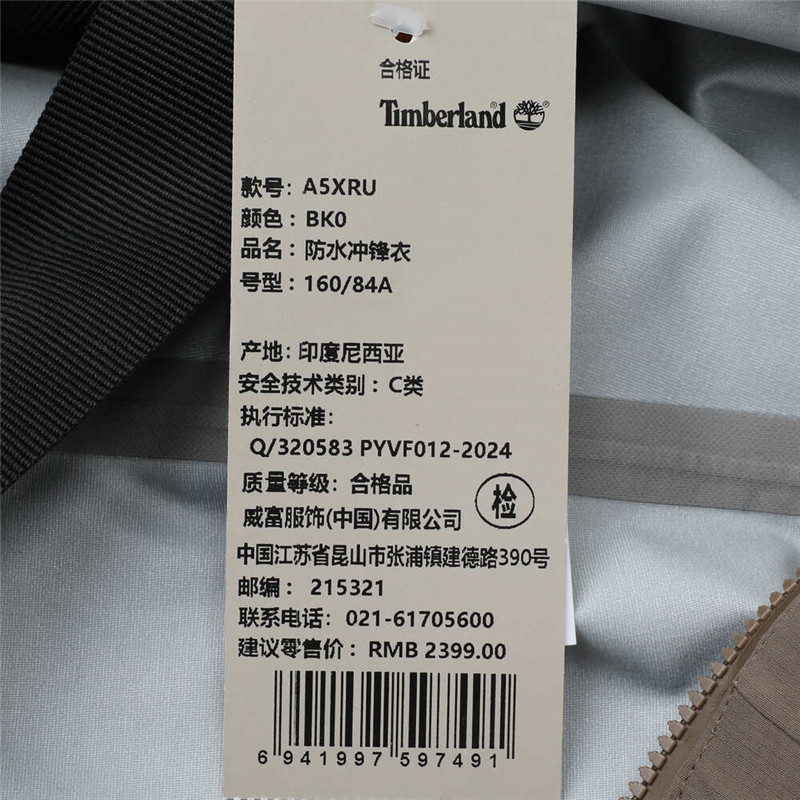 合格证
Timberland®
款号：A5XRU
颜色：BK0
品名：防水冲锋衣
号型：160/84A
产地：印度尼西亚
安全技术类别：C类
执行标准：
Q/320583 PYVF012-2024
质量等级：合格品
检
威富服饰(中国)有限公司
中国江苏省昆山市张浦镇建德路390号
邮编：215321
联系电话：021-61705600
建议零售价：RMB 2399.00
6 941997 597491